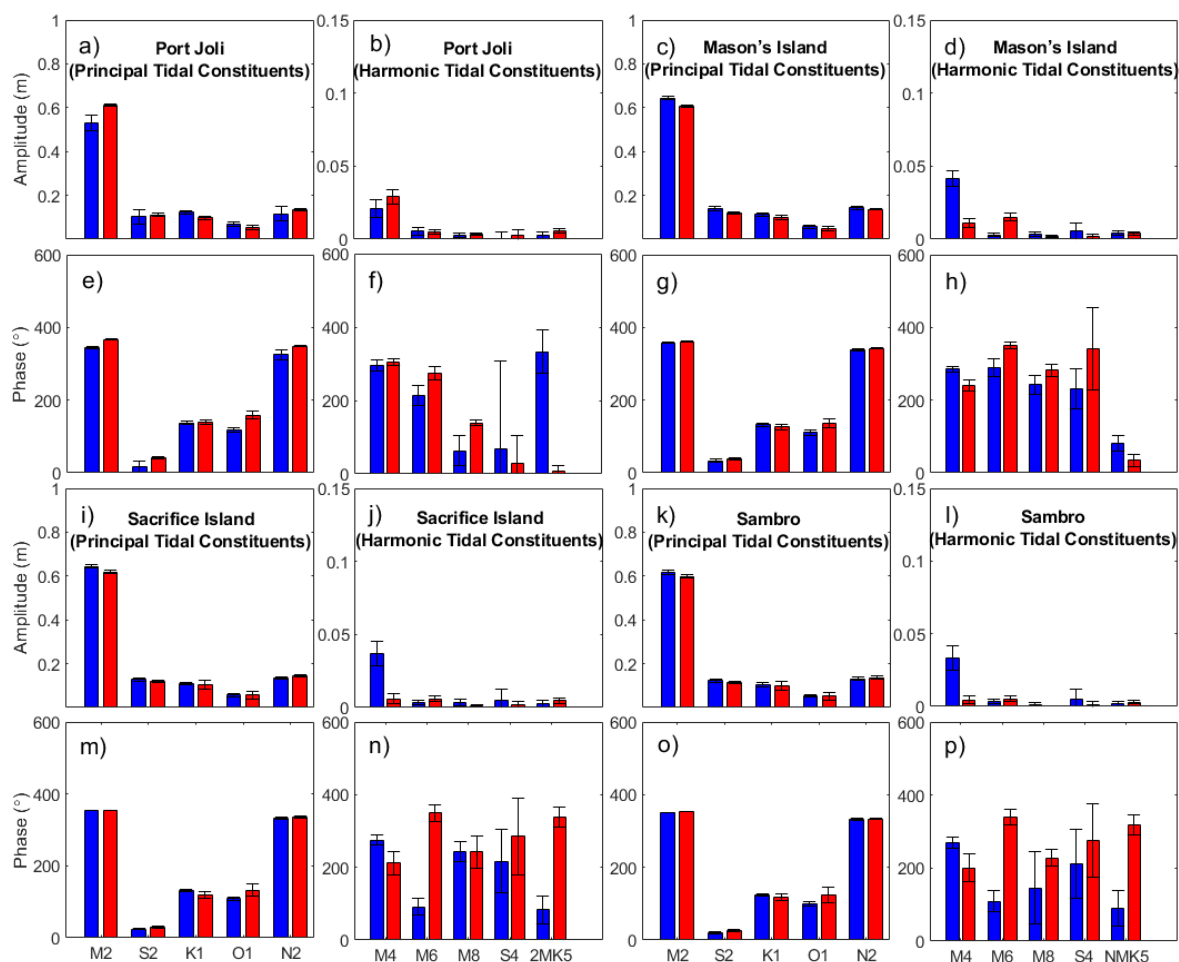 a) Port Joli
(Principal Tidal Constituents)
b) Port Joli
(Harmonic Tidal Constituents)
c) Mason's Island
(Principal Tidal Constituents)
d) Mason's Island
(Harmonic Tidal Constituents)
Amplitude (m)
1
0.8
0.6
0.4
0.2
0.15
0.1
0.05
0
1
0.8
0.6
0.4
0.2
0.15
0.1
0.05
0
e)
f)
g)
h)
Phase (°)
600
400
200
0
600
400
200
0
600
400
200
0
600
400
200
0
i) Sacrifice Island
(Principal Tidal Constituents)
j) Sacrifice Island
(Harmonic Tidal Constituents)
k) Sambro
(Principal Tidal Constituents)
l) Sambro
(Harmonic Tidal Constituents)
Amplitude (m)
1
0.8
0.6
0.4
0.2
0.15
0.1
0.05
0
1
0.8
0.6
0.4
0.2
0.15
0.1
0.05
0
m)
n)
o)
p)
Phase (°)
600
400
200
0
600
400
200
0
600
400
200
0
600
400
200
0
M2 S2 K1 O1 N2
M4 M6 M8 S4 2MK5
M2 S2 K1 O1 N2
M4 M6 M8 S4 NMK5